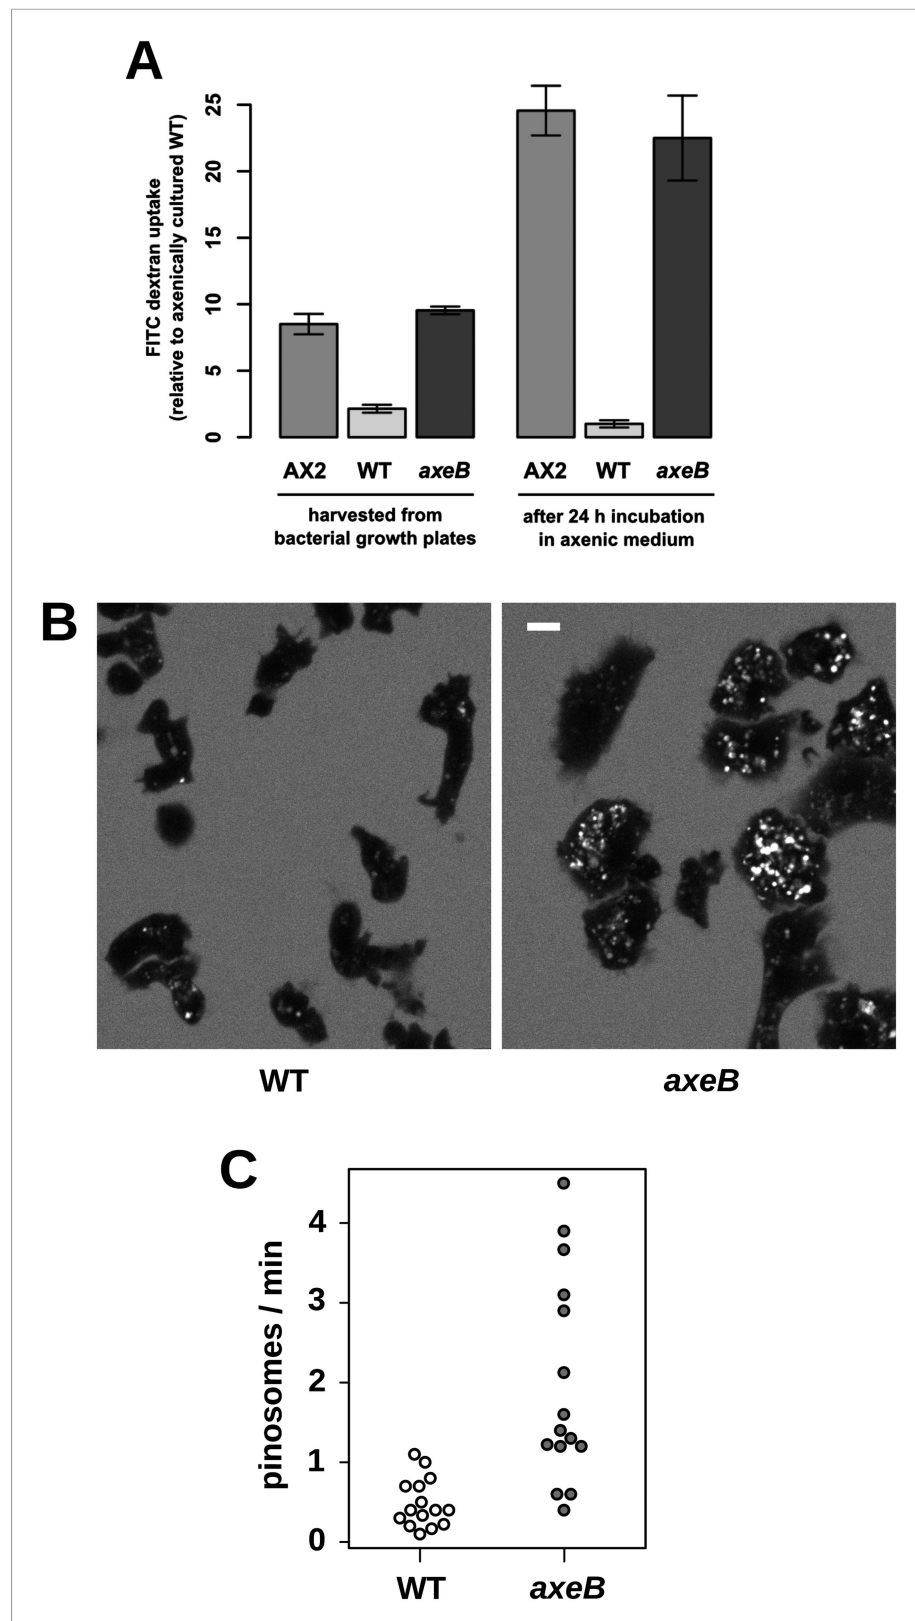 A
FITC dextran uptake
(relative to axenically cultured WT)
25
20
15
10
5
0
AX2 WT axeB AX2 WT axeB
harvested from
bacterial growth plates
after 24 h incubation
in axenic medium
B
WT axeB
C
pinosomes / min
4
3
2
1
0
WT axeB